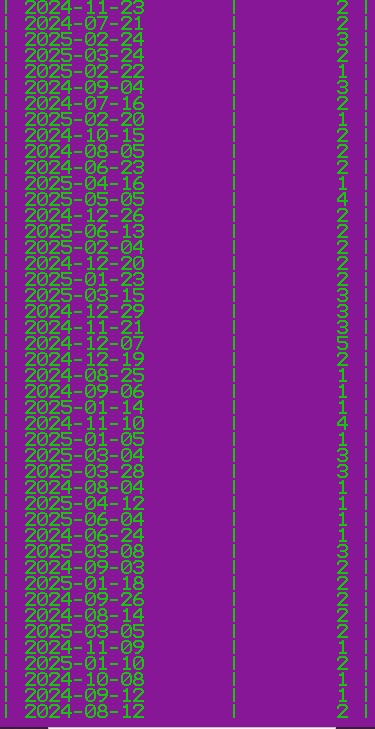 | 2024-11-23 | 2 |
| 2024-07-21 | 2 |
| 2025-02-24 | 3 |
| 2025-03-24 | 2 |
| 2025-02-22 | 1 |
| 2024-09-04 | 3 |
| 2024-07-16 | 2 |
| 2025-02-20 | 1 |
| 2024-10-15 | 2 |
| 2024-08-05 | 2 |
| 2024-06-23 | 2 |
| 2025-04-16 | 1 |
| 2025-05-05 | 4 |
| 2024-12-26 | 2 |
| 2025-06-13 | 2 |
| 2025-02-04 | 2 |
| 2024-12-20 | 2 |
| 2025-01-23 | 2 |
| 2025-03-15 | 3 |
| 2024-12-29 | 3 |
| 2024-11-21 | 3 |
| 2024-12-07 | 5 |
| 2024-12-19 | 2 |
| 2024-08-25 | 1 |
| 2024-09-06 | 1 |
| 2025-01-14 | 1 |
| 2024-11-10 | 4 |
| 2025-01-05 | 1 |
| 2025-03-04 | 3 |
| 2025-03-28 | 3 |
| 2024-08-04 | 1 |
| 2025-04-12 | 1 |
| 2025-06-04 | 1 |
| 2024-06-24 | 1 |
| 2025-03-08 | 3 |
| 2024-09-03 | 2 |
| 2025-01-18 | 2 |
| 2024-09-26 | 2 |
| 2024-08-14 | 2 |
| 2025-03-05 | 2 |
| 2024-11-09 | 1 |
| 2025-01-10 | 2 |
| 2024-10-08 | 1 |
| 2024-09-12 | 1 |
| 2024-08-12 | 2 |